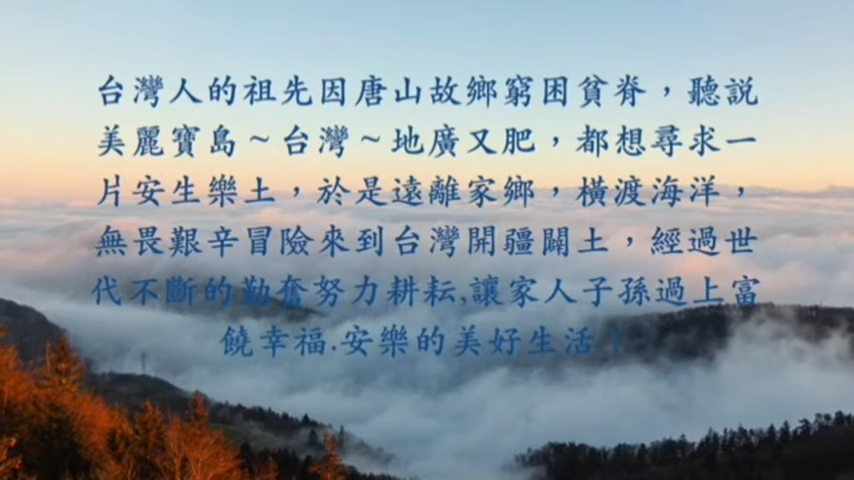 台灣人的祖先因唐山故鄉窮困貧脊，聽說
美麗寶島～台灣～地廣又肥，都想尋求一
片安生樂土，於是遠離家鄉，橫渡海洋，
無畏艱辛冒險來到台灣開疆闢土，經過世
代不斷的勤奮努力耕耘,讓家人子孫過上富
饒幸福.安樂的美好生活！